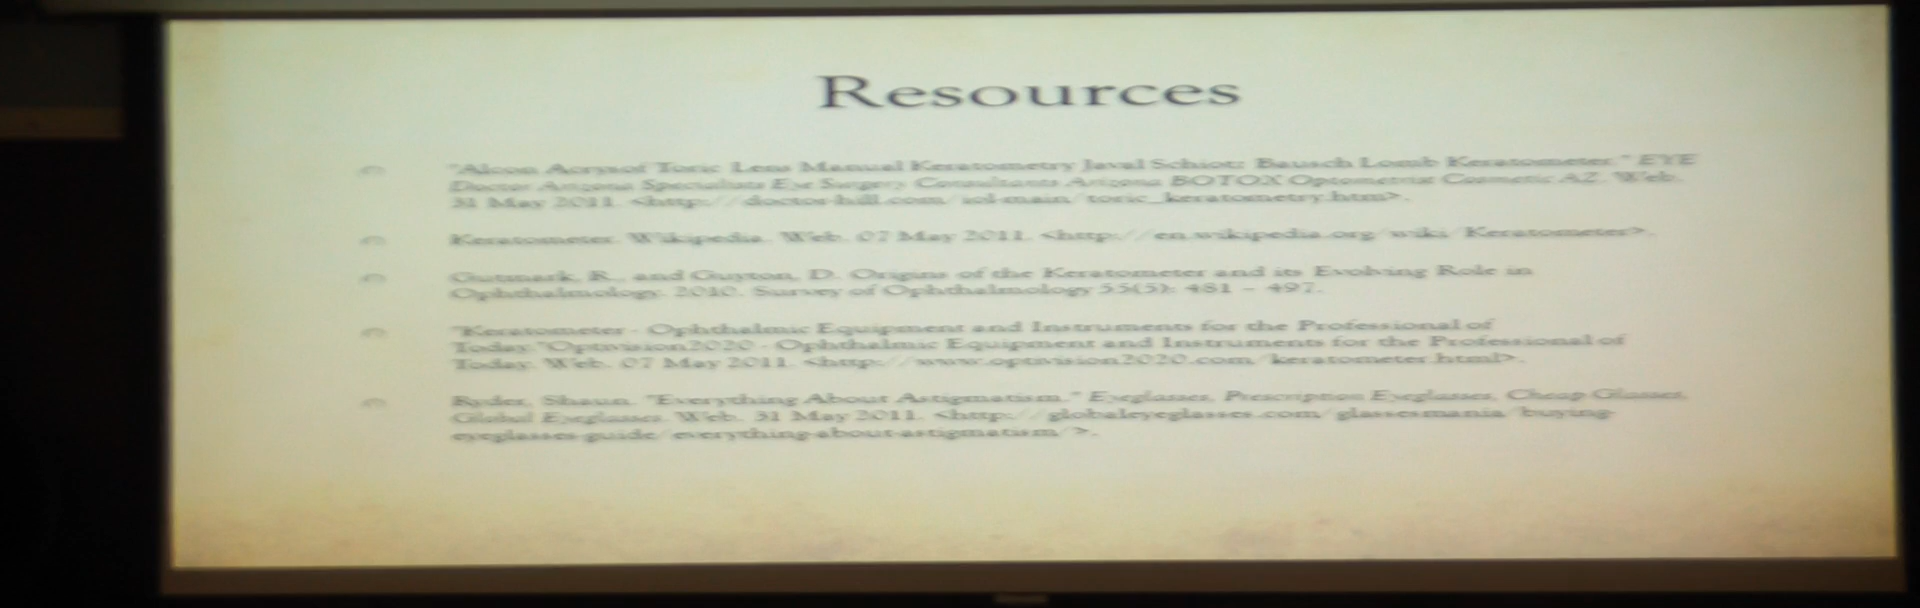 Resources
"Alcon Acrysof Toric Lens Manual Keratometry Javal Schiotz Bausch Lomb Keratometer." EYE
Doctor Arizona Specialists Eye Surgery Consultants Arizona BOTOX Optometrist Cosmetic AZ. Web.
31 May 2011. <http://doctor-hill.com/iol-main/toric_keratometry.htm>.
Keratometer. Wikipedia. Web. 07 May 2011. <http://en.wikipedia.org/wiki/Keratometer>.
Gutmark, R. and Guyton, D. Origins of the Keratometer and its Evolving Role in
Ophthalmology. 2010. Survey of Ophthalmology 55(5): 481 - 497.
"Keratometer - Ophthalmic Equipment and Instruments for the Professional of
Today."Optivision2020 - Ophthalmic Equipment and Instruments for the Professional of
Today. Web. 07 May 2011. <http://www.optivision2020.com/keratometer.html>.
Ryder, Shaun. "Everything About Astigmatism." Eyeglasses, Prescription Eyeglasses, Cheap Glasses,
Global Eyeglasses. Web. 31 May 2011. <http://globaleyeglasses.com/glassesmania/buying-
eyeglasses-guide/everything-about-astigmatism/>.